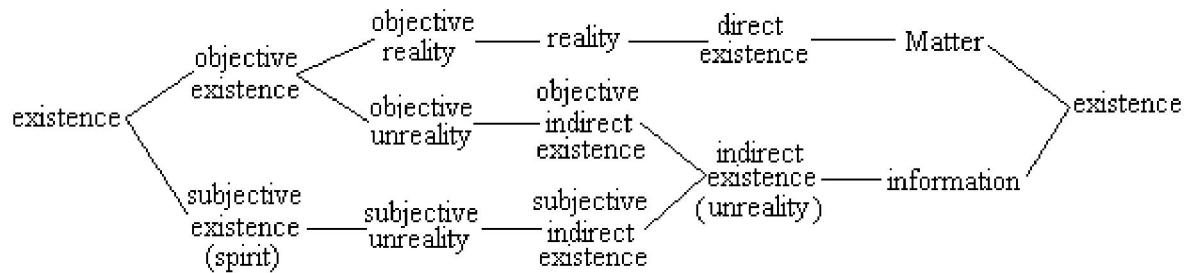 existence
objective
existence
subjective
existence
(spirit)
objective
reality
objective
unreality
subjective
unreality
reality
objective
indirect
existence
subjective
indirect
existence
direct
existence
indirect
existence
(unreality)
Matter
information
existence